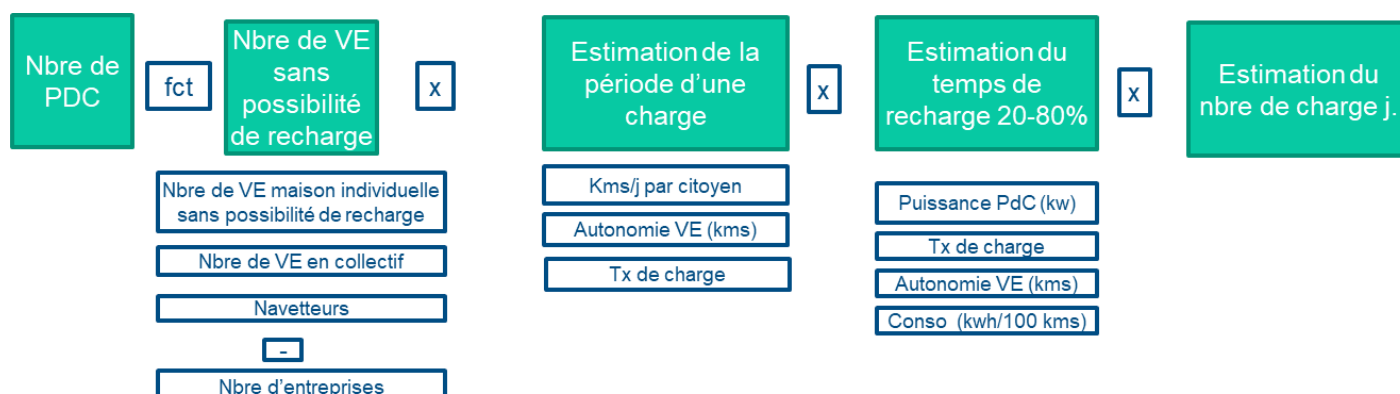 Nbre de
PDC
fct
Nbre de VE
sans
possibilité
de recharge
x
Estimation de la
période d'une
charge
x
Estimation du
temps de
recharge 20-80%
x
Estimation du
nbre de charge j.
Nbre de VE maison individuelle
sans possibilité de recharge
Nbre de VE en collectif
Navetteurs
-
Nbre d'entreprises
Kms/j par citoyen
Autonomie VE (kms)
Tx de charge
Puissance PdC (kw)
Tx de charge
Autonomie VE (kms)
Conso (kwh/100 kms)